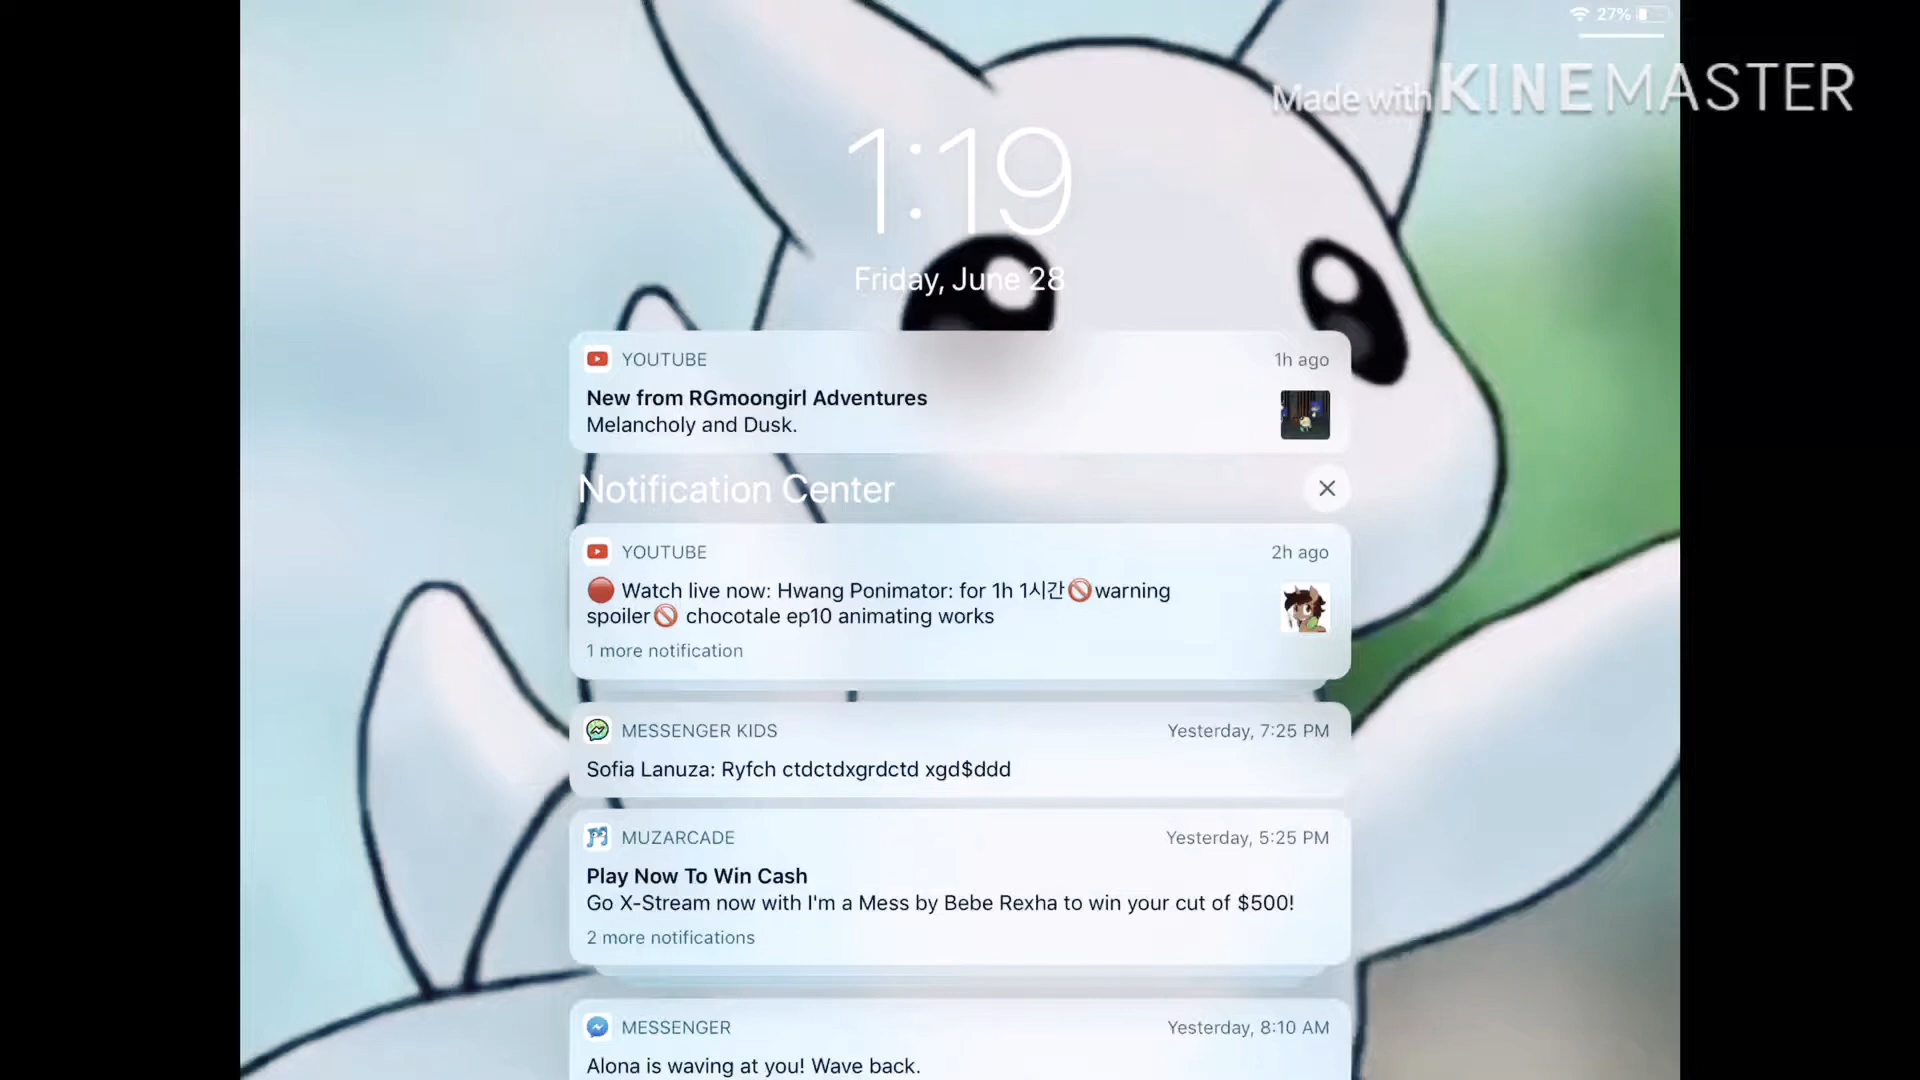 27%
Made with KINEMASTER
1:19
Friday, June 28
YOUTUBE
1h ago
New from RGmoongirl Adventures
Melancholy and Dusk.
Notification Center
YOUTUBE
2h ago
🔴 Watch live now: Hwang Ponimator: for 1h 1시간🚫warning
spoiler🚫 chocotale ep10 animating works
1 more notification
MESSENGER KIDS
Yesterday, 7:25 PM
Sofia Lanuza: Ryfch ctdctdxgrdctd xgd$ddd
MUZARCADE
Yesterday, 5:25 PM
Play Now To Win Cash
Go X-Stream now with I'm a Mess by Bebe Rexha to win your cut of $500!
2 more notifications
MESSENGER
Yesterday, 8:10 AM
Alona is waving at you! Wave back.